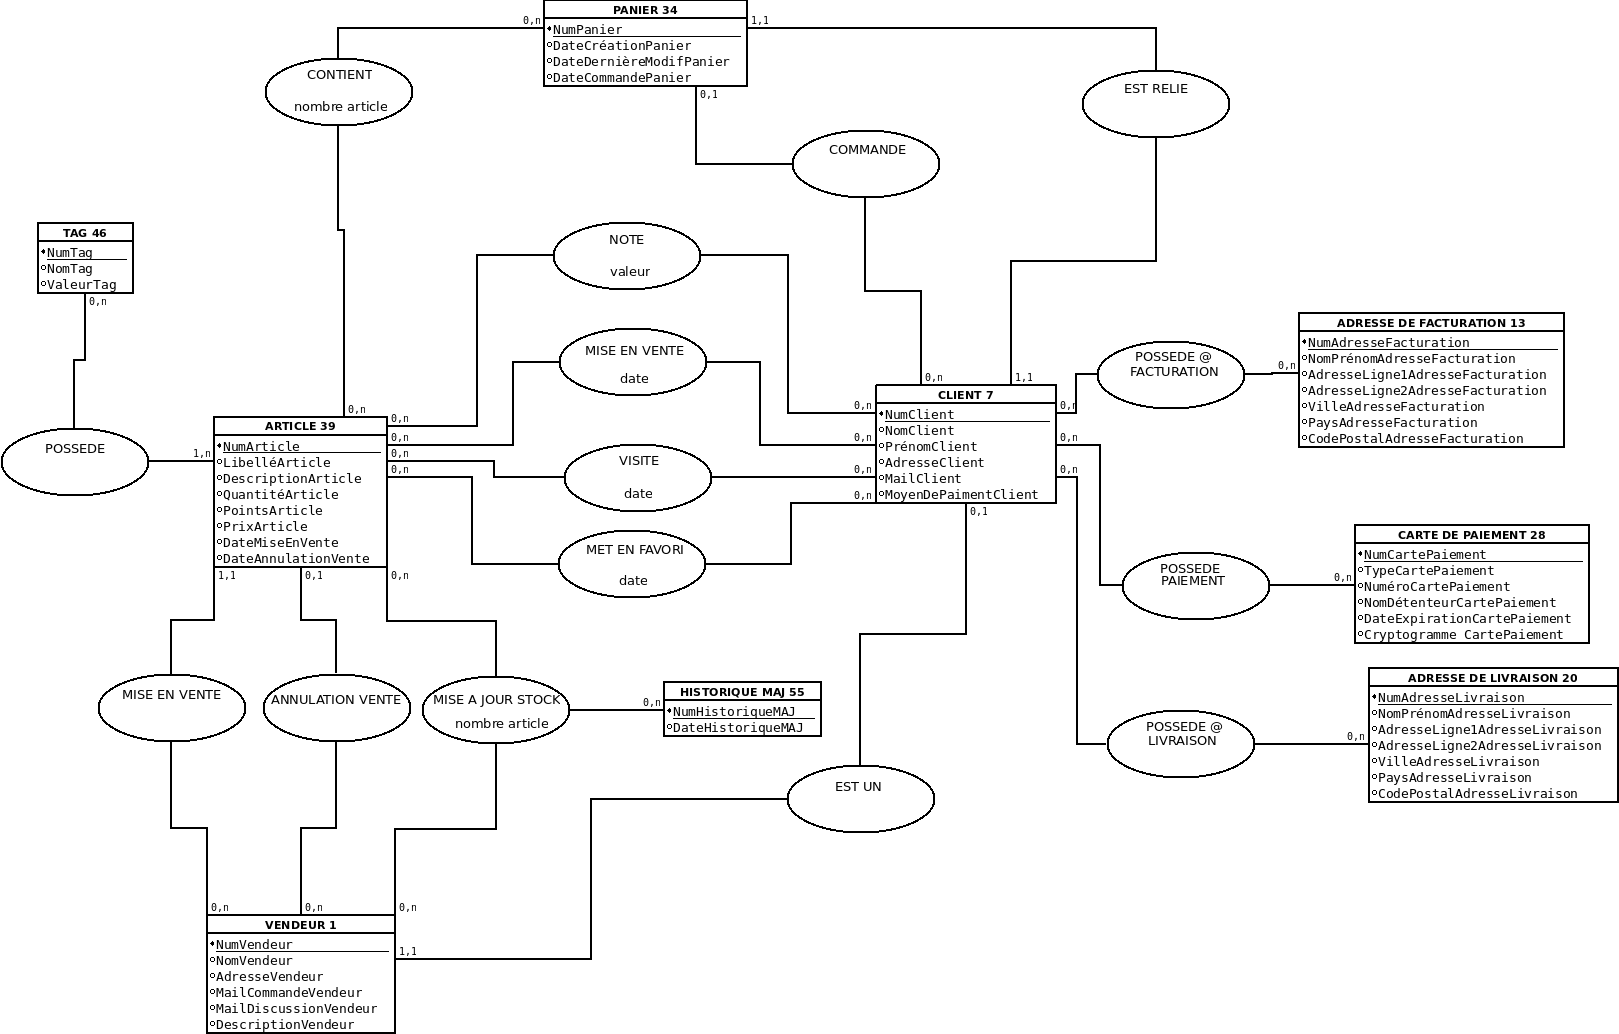 PANIER 34
NumPanier
DateCréationPanier
DateDernièreModifPanier
DateCommandePanier
0,n
1,1
0,1
CONTIENT
nombre article
EST RELIE
COMMANDE
TAG 46
NumTag
NomTag
ValeurTag
0,n
NOTE
valeur
MISE EN VENTE
date
VISITE
date
MET EN FAVORI
date
POSSEDE
1,n
0,n
ARTICLE 39
NumArticle
LibelléArticle
DescriptionArticle
QuantitéArticle
PointsArticle
PrixArticle
DateMiseEnVente
DateAnnulationVente
0,n
0,n
0,n
0,n
1,1
0,1
0,n
0,n
1,1
CLIENT 7
NumClient
NomClient
PrénomClient
AdresseClient
MailClient
MoyenDePaimentClient
0,n
0,n
0,n
0,n
0,n
0,n
0,n
0,1
POSSEDE @
FACTURATION
0,n
ADRESSE DE FACTURATION 13
NumAdresseFacturation
NomPrénomAdresseFacturation
AdresseLigne1AdresseFacturation
AdresseLigne2AdresseFacturation
VilleAdresseFacturation
PaysAdresseFacturation
CodePostalAdresseFacturation
POSSEDE
PAIEMENT
0,n
CARTE DE PAIEMENT 28
NumCartePaiement
TypeCartePaiement
NuméroCartePaiement
NomDétenteurCartePaiement
DateExpirationCartePaiement
Cryptogramme CartePaiement
POSSEDE @
LIVRAISON
0,n
ADRESSE DE LIVRAISON 20
NumAdresseLivraison
NomPrénomAdresseLivraison
AdresseLigne1AdresseLivraison
AdresseLigne2AdresseLivraison
VilleAdresseLivraison
PaysAdresseLivraison
CodePostalAdresseLivraison
MISE EN VENTE
ANNULATION VENTE
MISE A JOUR STOCK
nombre article
0,n
HISTORIQUE MAJ 55
NumHistoriqueMAJ
DateHistoriqueMAJ
EST UN
0,n
0,n
0,n
VENDEUR 1
NumVendeur
NomVendeur
AdresseVendeur
MailCommandeVendeur
MailDiscussionVendeur
DescriptionVendeur
1,1